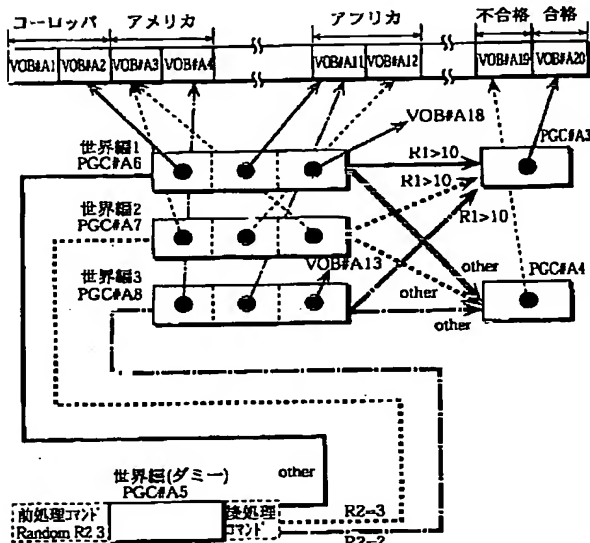 コーロッパ アメリカ アフリカ 不合格 合格
VOB#A1 VOB#A2 VOB#A3 VOB#A4 VOB#A11 VOB#A12 VOB#A19 VOB#A20
VOB#A18
世界編1
PGC#A6
R1>10
PGC#A3
R1>10
世界編2
PGC#A7
R1>10
世界編3
PGC#A8
VOB#A13
other
PGC#A4
other
other
世界編(ダミー)
PGC#A5
other
前処理コマンド
Random R2 3
後処理
コマンド
R2=3
R2=2